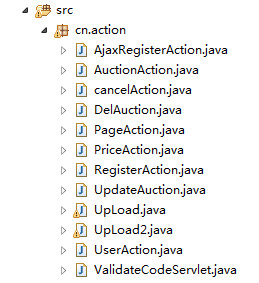 src
cn.action
AjaxRegisterAction.java
AuctionAction.java
cancelAction.java
DelAuction.java
PageAction.java
PriceAction.java
RegisterAction.java
UpdateAuction.java
UpLoad.java
UpLoad2.java
UserAction.java
ValidateCodeServlet.java